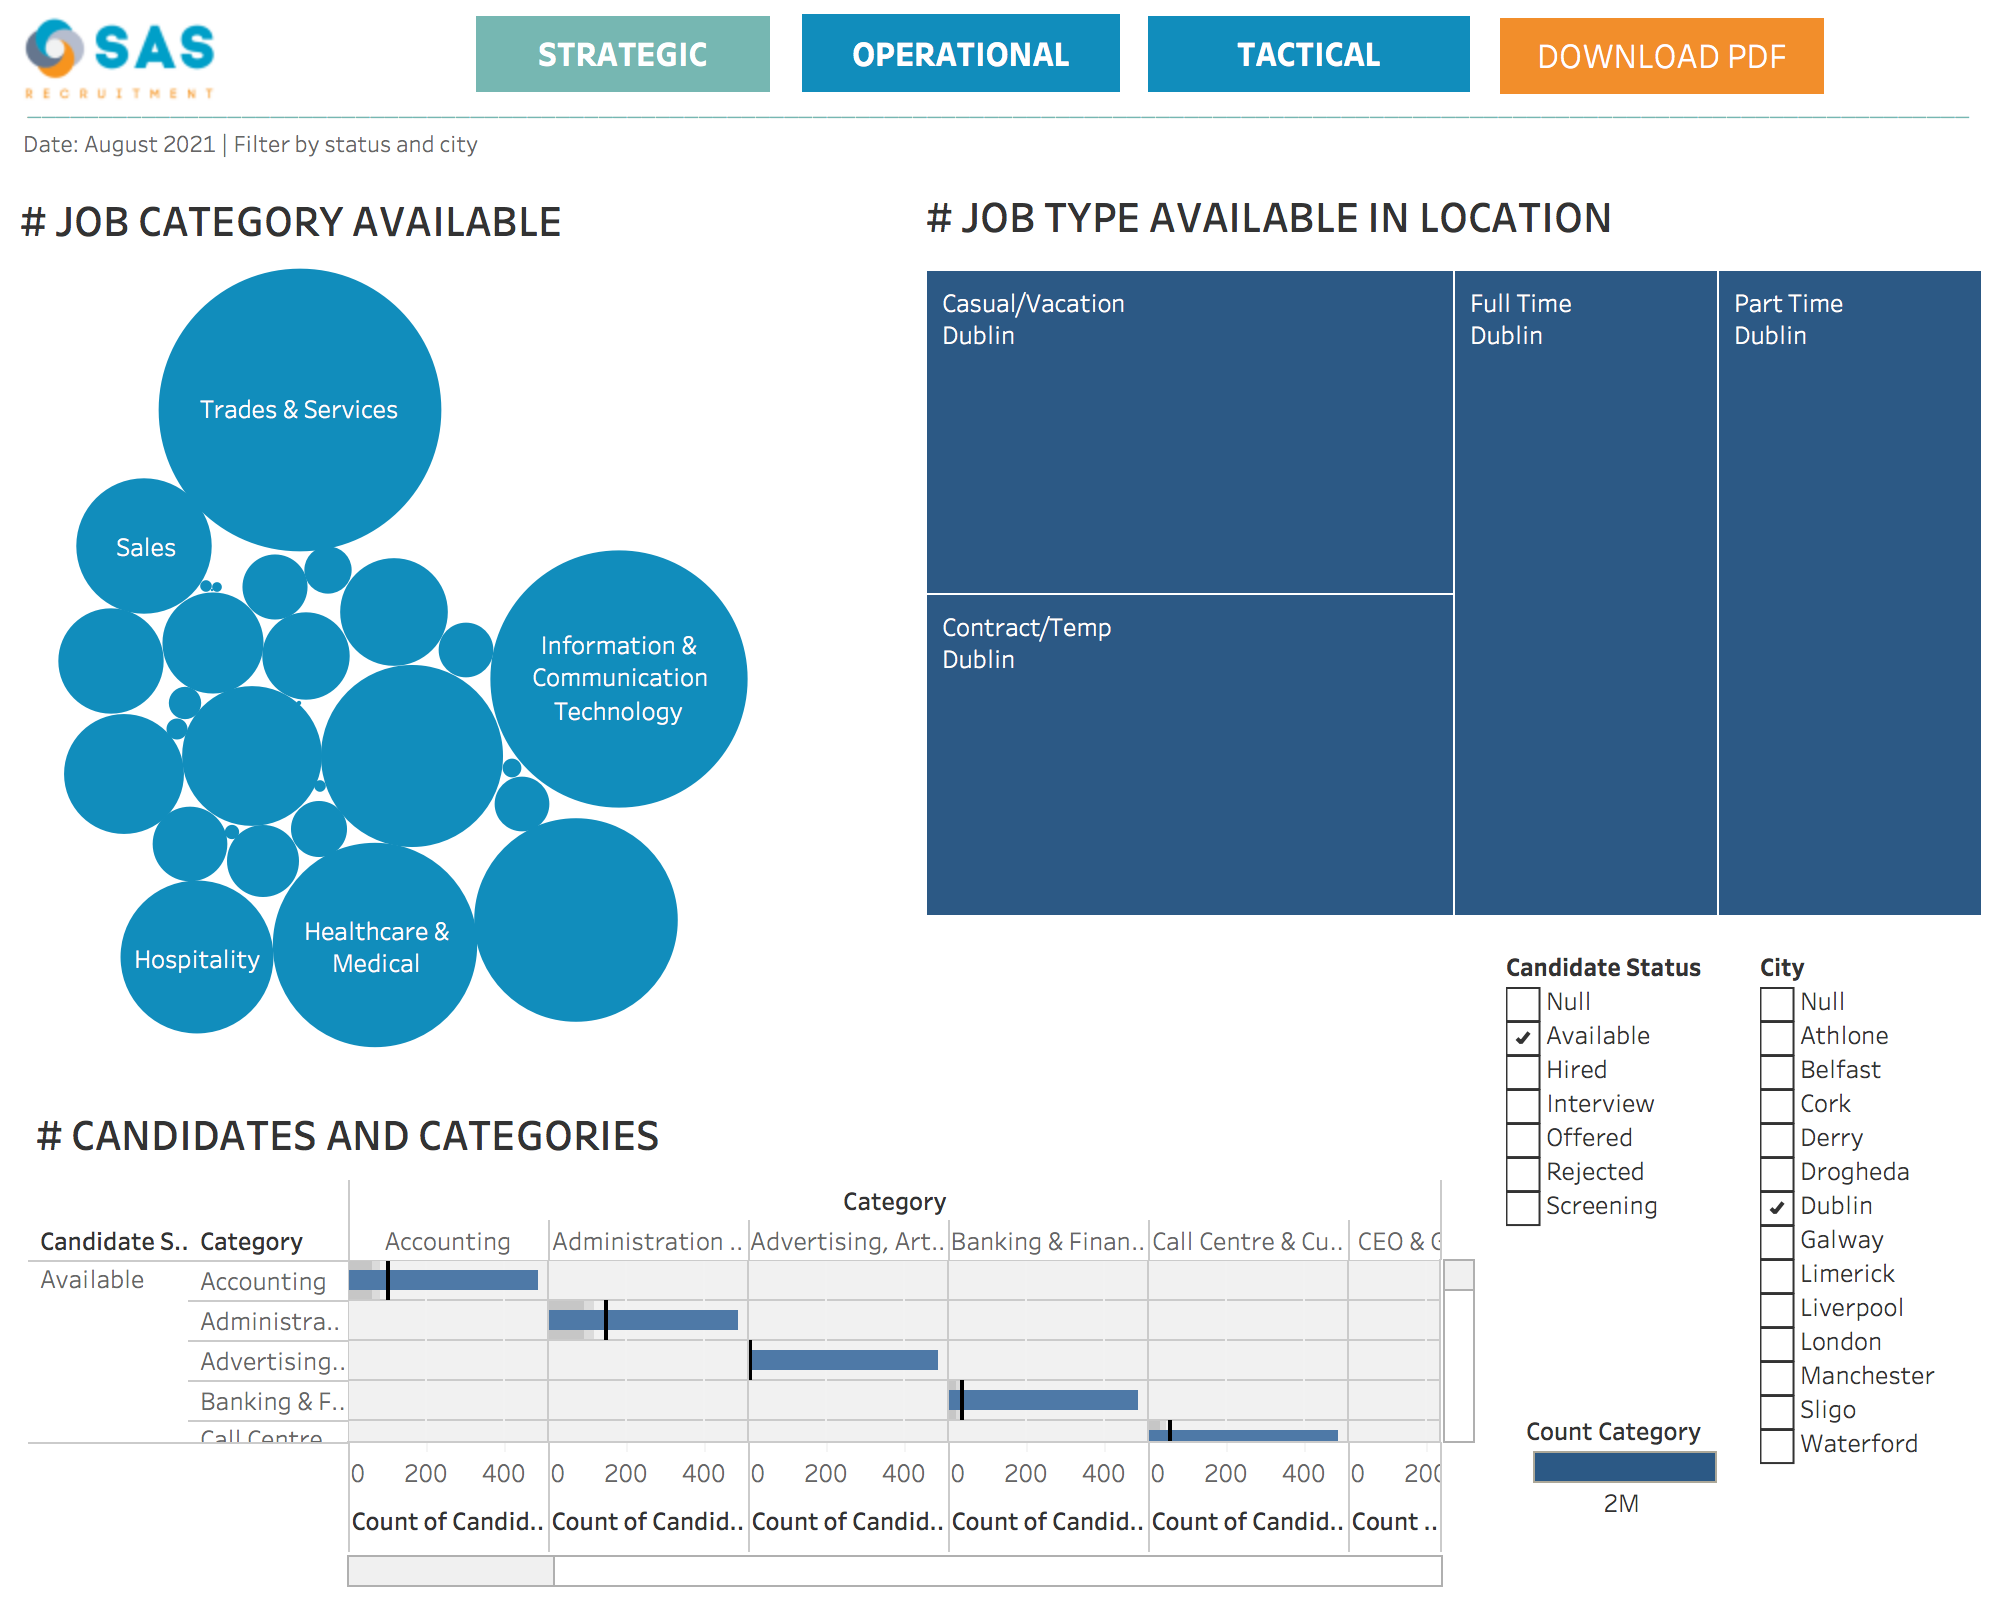 SAS
RECRUITMENT
STRATEGIC
OPERATIONAL
TACTICAL
DOWNLOAD PDF
Date: August 2021 | Filter by status and city
# JOB CATEGORY AVAILABLE
Trades & Services
Sales
Information &
Communication
Technology
Healthcare &
Medical
Hospitality
# JOB TYPE AVAILABLE IN LOCATION
Casual/Vacation
Dublin
Full Time
Dublin
Part Time
Dublin
Contract/Temp
Dublin
Candidate Status
Null
Available
Hired
Interview
Offered
Rejected
Screening
City
Null
Athlone
Belfast
Cork
Derry
Drogheda
Dublin
Galway
Limerick
Liverpool
London
Manchester
Sligo
Waterford
Count Category
2M
# CANDIDATES AND CATEGORIES
Category
Candidate S.. Category Accounting Administration .. Advertising, Art.. Banking & Finan.. Call Centre & Cu.. CEO &
Available Accounting
Administra..
Advertising..
Banking & F..
Call Centre
0 200 400 0 200 400 0 200 400 0 200 400 0 200 400 0 200
Count of Candid.. Count of Candid.. Count of Candid.. Count of Candid.. Count of Candid.. Count ..